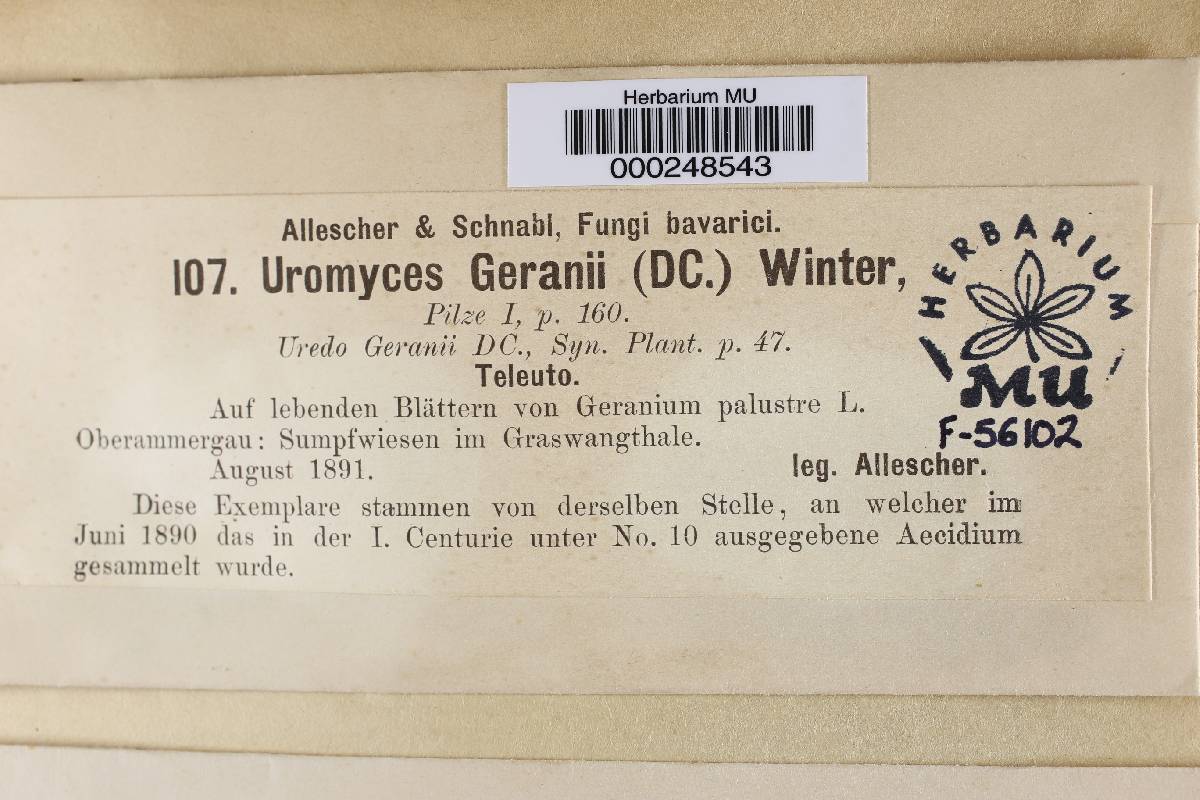 Herbarium MU
000248543
Allescher & Schnabl, Fungi bavarici.
107. Uromyces Geranii (DC.) Winter,
Pilze I, p. 160.
Uredo Geranii DC., Syn. Plant. p. 47.
Teleuto.
Auf lebenden Blättern von Geranium palustre L.
Oberammergau: Sumpfwiesen im Graswangthale.
August 1891.
leg. Allescher.
Diese Exemplare stammen von derselben Stelle, an welcher im
Juni 1890 das in der I. Centurie unter No. 10 ausgegebene Aecidium
gesammelt wurde.
HERBARIUM
MU
F-56102